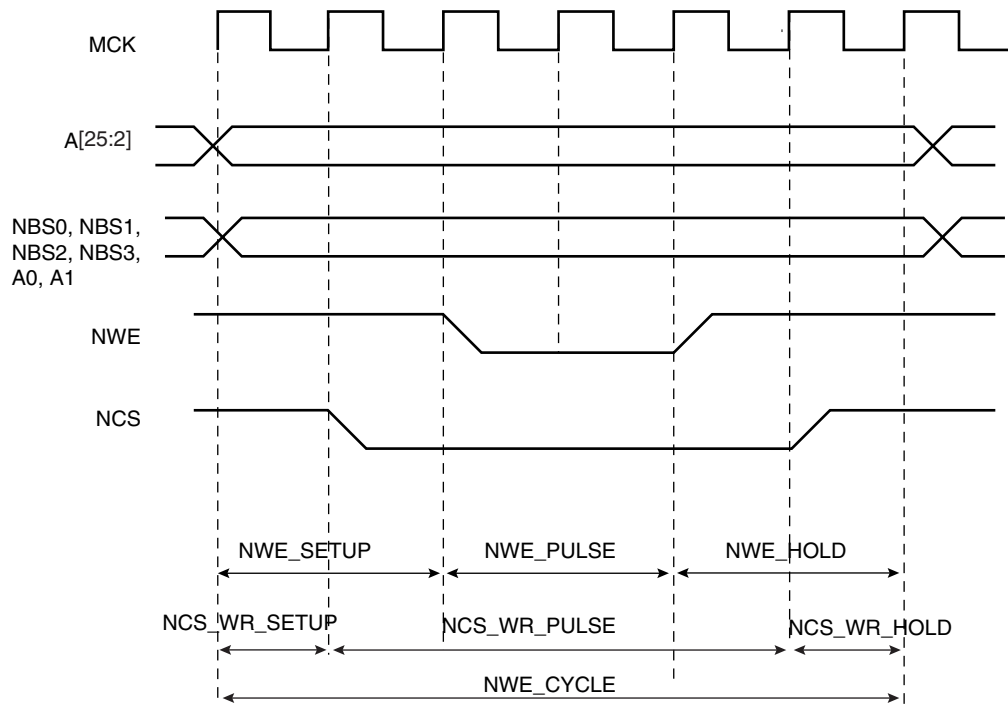 MCK
A[25:2]
NBS0, NBS1,
NBS2, NBS3,
A0, A1
NWE
NCS
NWE_SETUP NWE_PULSE NWE_HOLD
NCS_WR_SETUP NCS_WR_PULSE NCS_WR_HOLD
NWE_CYCLE